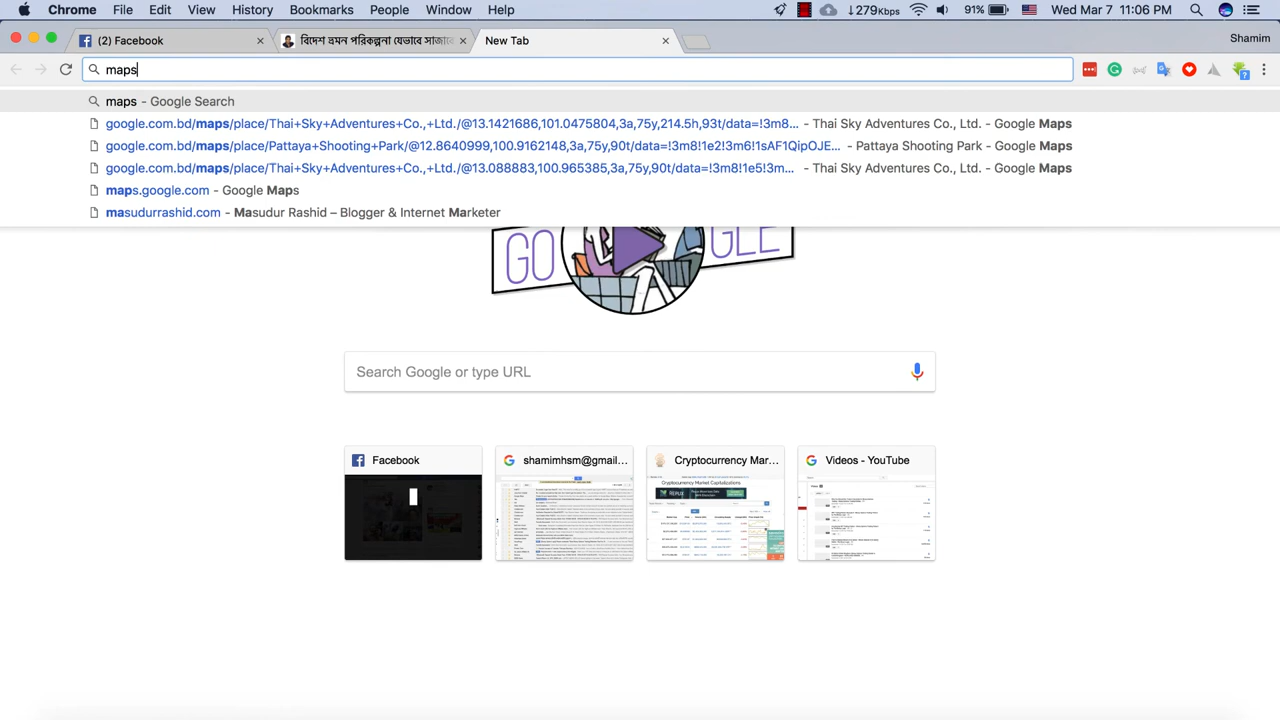 Chrome File Edit View History Bookmarks People Window Help ↓279Kbps 91% Wed Mar 7 11:06 PM
(2) Facebook বিদেশ ভ্রমন পরিকল্পনা যেভাবে সাজাবে New Tab Shamim
maps
maps - Google Search
google.com.bd/maps/place/Thai+Sky+Adventures+Co.,+Ltd./@13.1421686,101.0475804,3a,75y,214.5h,93t/data=!3m8... - Thai Sky Adventures Co., Ltd. - Google Maps
google.com.bd/maps/place/Pattaya+Shooting+Park/@12.8640999,100.9162148,3a,75y,90t/data=!3m8!1e2!3m6!1sAF1QipOJE... - Pattaya Shooting Park - Google Maps
google.com.bd/maps/place/Thai+Sky+Adventures+Co.,+Ltd./@13.088883,100.965385,3a,75y,90t/data=!3m8!1e5!3m... - Thai Sky Adventures Co., Ltd. - Google Maps
maps.google.com - Google Maps
masudurrashid.com - Masudur Rashid – Blogger & Internet Marketer
GO GLE
Search Google or type URL
Facebook shamimhsm@gmail... Cryptocurrency Mar... Videos - YouTube
Cryptocurrency Market Capitalizations